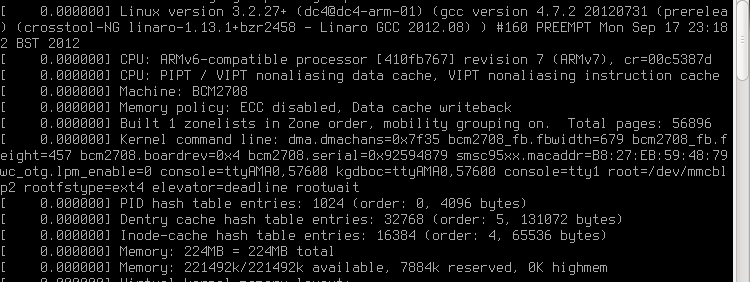 [    0.000000] Linux version 3.2.27+ (dc4@dc4-arm-01) (gcc version 4.7.2 20120731 (prerelea
) (crosstool-NG linaro-1.13.1+bzr2458 - Linaro GCC 2012.08) ) #160 PREEMPT Mon Sep 17 23:18
2 BST 2012
[    0.000000] CPU: ARMv6-compatible processor [410fb767] revision 7 (ARMv7), cr=00c5387d
[    0.000000] CPU: PIPT / VIPT nonaliasing data cache, VIPT nonaliasing instruction cache
[    0.000000] Machine: BCM2708
[    0.000000] Memory policy: ECC disabled, Data cache writeback
[    0.000000] Built 1 zonelists in Zone order, mobility grouping on.  Total pages: 56896
[    0.000000] Kernel command line: dma.dmachans=0x7f35 bcm2708_fb.fbwidth=679 bcm2708_fb.f
eight=457 bcm2708.boardrev=0x4 bcm2708.serial=0x92594879 smsc95xx.macaddr=B8:27:EB:59:48:79
wc_otg.lpm_enable=0 console=ttyAMA0,57600 kgdboc=ttyAMA0,57600 console=tty1 root=/dev/mmcbl
p2 rootfstype=ext4 elevator=deadline rootwait
[    0.000000] PID hash table entries: 1024 (order: 0, 4096 bytes)
[    0.000000] Dentry cache hash table entries: 32768 (order: 5, 131072 bytes)
[    0.000000] Inode-cache hash table entries: 16384 (order: 4, 65536 bytes)
[    0.000000] Memory: 224MB = 224MB total
[    0.000000] Memory: 221492k/221492k available, 7884k reserved, 0K highmem
[    0.000000] Virtual kernel memory layout: